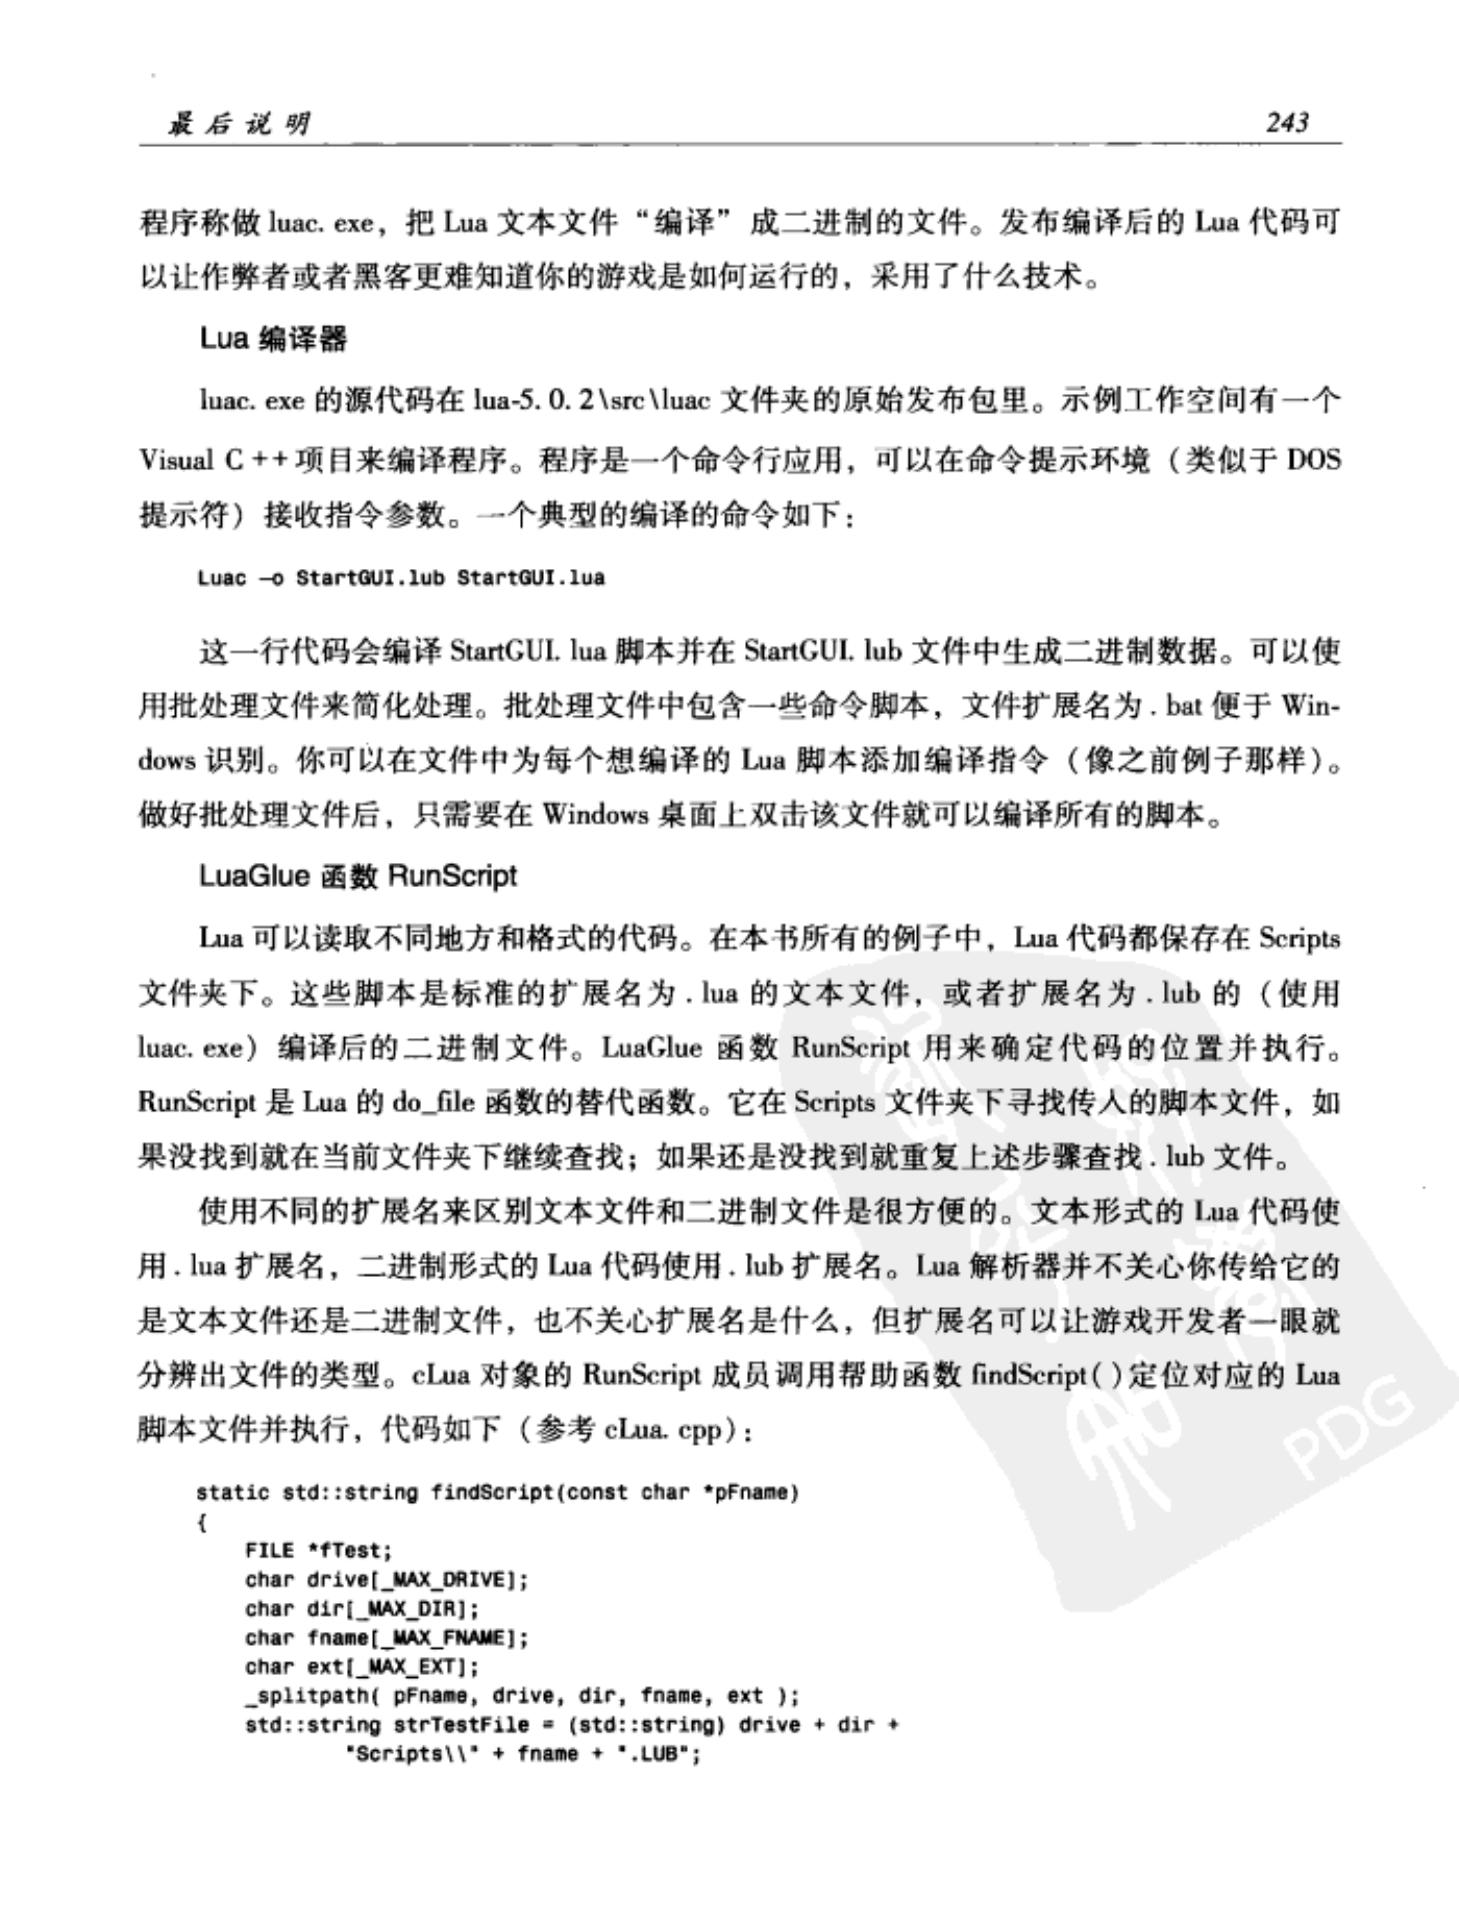 最后说明 243
程序称做 luac. exe，把 Lua 文本文件“编译”成二进制的文件。发布编译后的 Lua 代码可
以让作弊者或者黑客更难知道你的游戏是如何运行的，采用了什么技术。
Lua 编译器
luac. exe 的源代码在 lua-5. 0. 2\src\luac 文件夹的原始发布包里。示例工作空间有一个
Visual C ++ 项目来编译程序。程序是一个命令行应用，可以在命令提示环境（类似于 DOS
提示符）接收指令参数。一个典型的编译的命令如下：
Luac –o StartGUI.lub StartGUI.lua
这一行代码会编译 StartGUI. lua 脚本并在 StartGUI. lub 文件中生成二进制数据。可以使
用批处理文件来简化处理。批处理文件中包含一些命令脚本，文件扩展名为 . bat 便于 Win-
dows 识别。你可以在文件中为每个想编译的 Lua 脚本添加编译指令（像之前例子那样）。
做好批处理文件后，只需要在 Windows 桌面上双击该文件就可以编译所有的脚本。
LuaGlue 函数 RunScript
Lua 可以读取不同地方和格式的代码。在本书所有的例子中，Lua 代码都保存在 Scripts
文件夹下。这些脚本是标准的扩展名为 . lua 的文本文件，或者扩展名为 . lub 的（使用
luac. exe）编译后的二进制文件。LuaGlue 函数 RunScript 用来确定代码的位置并执行。
RunScript 是 Lua 的 do_file 函数的替代函数。它在 Scripts 文件夹下寻找传人的脚本文件，如
果没找到就在当前文件夹下继续查找；如果还是没找到就重复上述步骤查找 . lub 文件。
使用不同的扩展名来区别文本文件和二进制文件是很方便的。文本形式的 Lua 代码使
用 . lua 扩展名，二进制形式的 Lua 代码使用 . lub 扩展名。Lua 解析器并不关心你传给它的
是文本文件还是二进制文件，也不关心扩展名是什么，但扩展名可以让游戏开发者一眼就
分辨出文件的类型。cLua 对象的 RunScript 成员调用帮助函数 findScript( )定位对应的 Lua
脚本文件并执行，代码如下（参考 cLua. cpp）：
static std::string findScript(const char *pFname)
{
FILE *fTest;
char drive[_MAX_DRIVE];
char dir[_MAX_DIR];
char fname[_MAX_FNAME];
char ext[_MAX_EXT];
_splitpath( pFname, drive, dir, fname, ext );
std::string strTestFile = (std::string) drive + dir +
"Scripts\\" + fname + ".LUB";
PDG